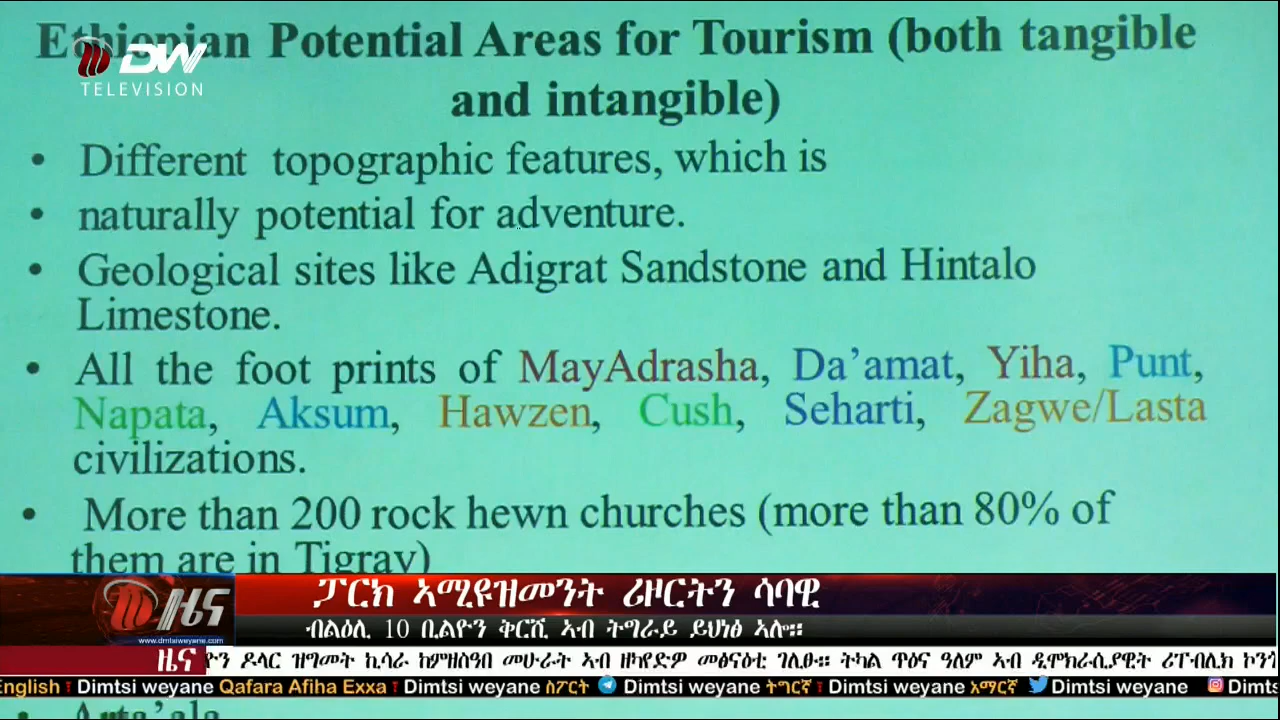 Ethiopian Potential Areas for Tourism (both tangible
and intangible)
DW
TELEVISION
• Different topographic features, which is
• naturally potential for adventure.
• Geological sites like Adigrat Sandstone and Hintalo
Limestone.
• All the foot prints of MayAdrasha, Da’amat, Yiha, Punt,
Napata, Aksum, Hawzen, Cush, Seharti, Zagwe/Lasta
civilizations.
• More than 200 rock hewn churches (more than 80% of
them are in Tigray)
ዜና
www.dmtsiweyane.com
ፓርክ ኣሚዩዝመንት ሪዞርትን ሳባዊ
ብልዕሊ 10 ቢልዮን ቅርሺ ኣብ ትግራይ ይህነፅ ኣሎ።
ዜና
ዮን ዶላር ዝግመት ኪሳራ ከምዘስዓበ መሁራት ኣብ ዘካየድዎ መፅናዕቲ ገሊፁ። ትካል ጥዕና ዓለም ኣብ ዲሞክራሲያዊት ሪፐብሊክ ኮንጎ
English Dimtsi weyane Qafara Afiha Exxa Dimtsi weyane ስፖርት Dimtsi weyane ትግርኛ Dimtsi weyane አማርኛ Dimtsi weyane Dimts